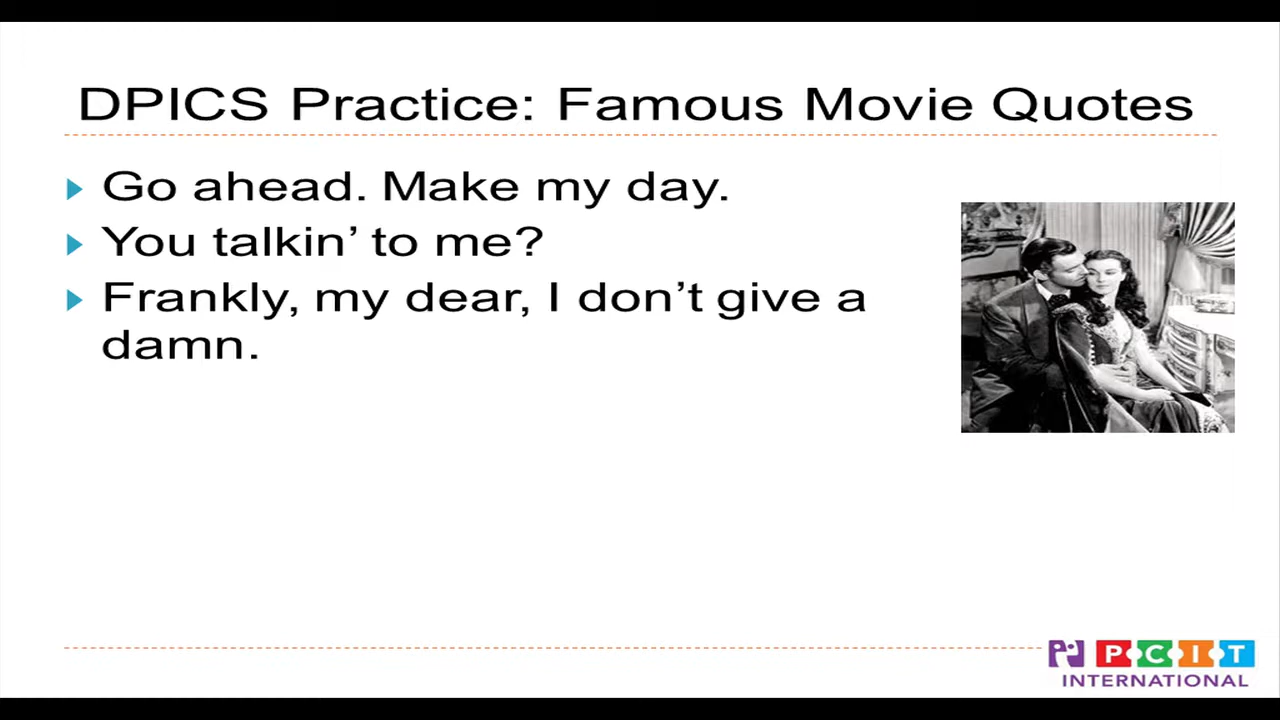 DPICS Practice: Famous Movie Quotes
Go ahead. Make my day.
You talkin’ to me?
Frankly, my dear, I don’t give a
damn.
PCIT
INTERNATIONAL